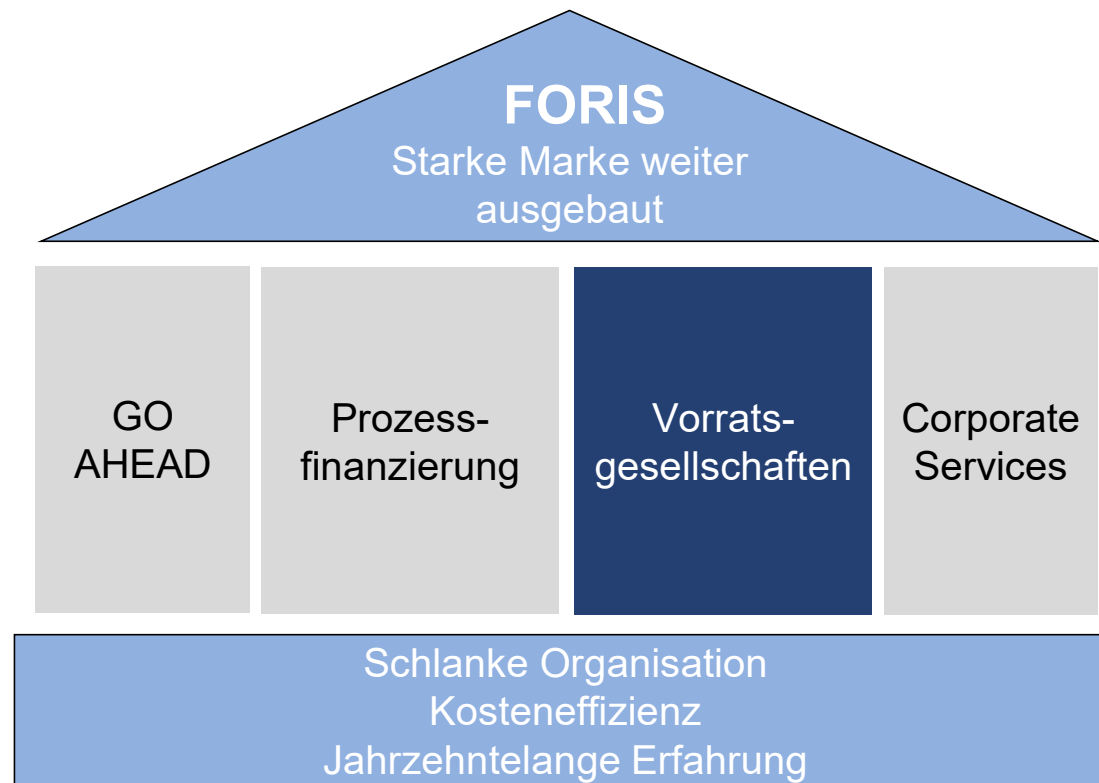 FORIS
Starke Marke weiter
ausgebaut
GO
AHEAD
Prozess-
finanzierung
Vorrats-
gesellschaften
Corporate
Services
Schlanke Organisation
Kosteneffizienz
Jahrzehntelange Erfahrung